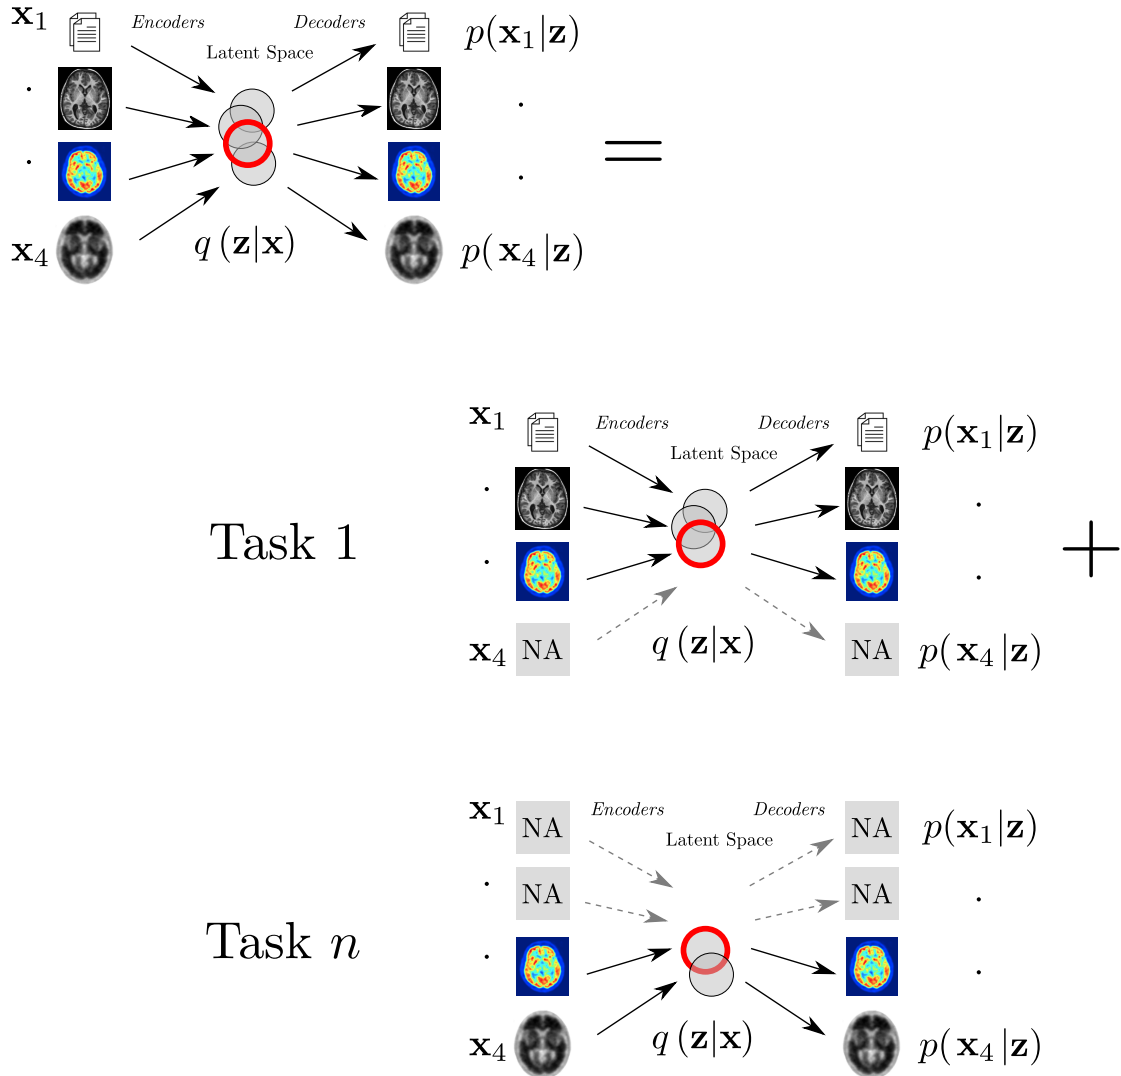 x₁ Encoders Decoders p(x₁|z)
Latent Space
.
.
.
.
=
x₄ q (z|x) p( x₄ |z)
x₁ Encoders Decoders p(x₁|z)
Latent Space
.
.
Task 1 +
.
.
x₄ NA q (z|x) NA p( x₄ |z)
x₁ NA Encoders Decoders NA p(x₁|z)
Latent Space
. NA NA .
Task n
.
.
x₄ q (z|x) p( x₄ |z)